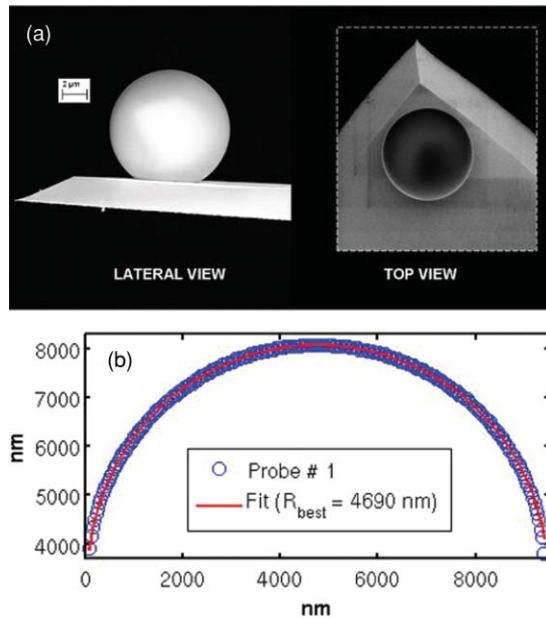 (a)
2 µm
LATERAL VIEW
TOP VIEW
(b)
8000
7000
6000
5000
4000
nm
Probe # 1
Fit (R_best = 4690 nm)
0
2000
4000
6000
8000
nm